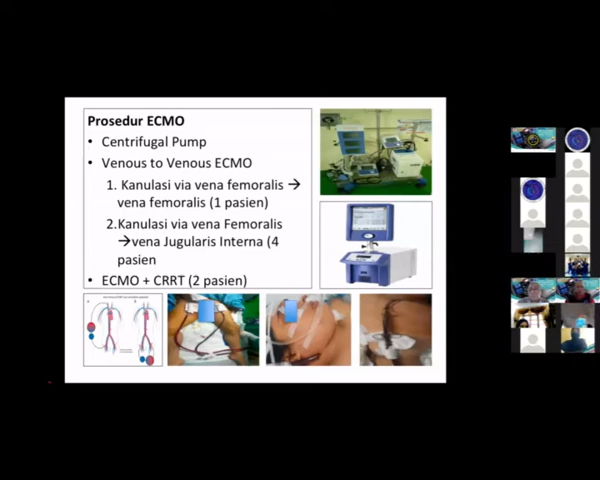 Prosedur ECMO
• Centrifugal Pump
• Venous to Venous ECMO
1. Kanulasi via vena femoralis →
vena femoralis (1 pasien)
2.Kanulasi via vena Femoralis
→vena Jugularis Interna (4
pasien
• ECMO + CRRT (2 pasien)